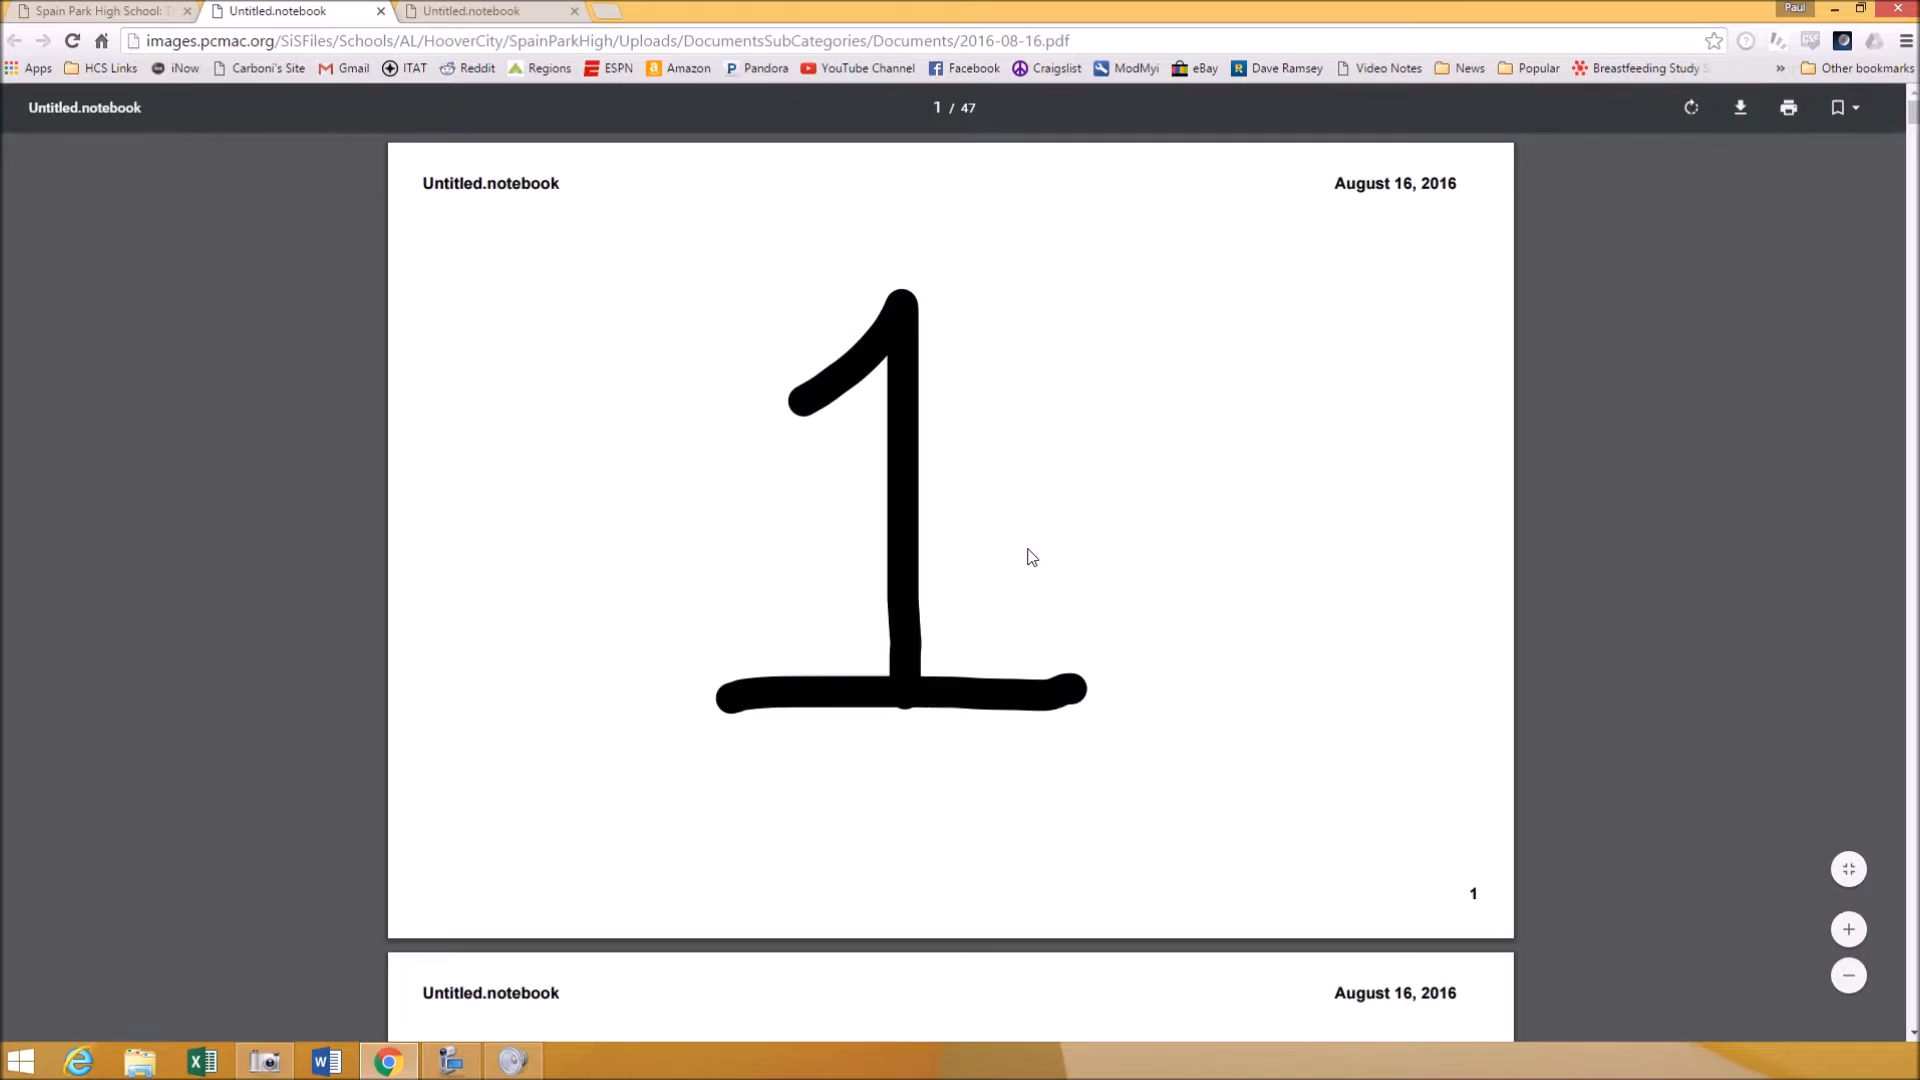 Spain Park High School: T
Untitled.notebook
Untitled.notebook
Paul
images.pcmac.org/SiSFiles/Schools/AL/HooverCity/SpainParkHigh/Uploads/DocumentsSubCategories/Documents/2016-08-16.pdf
Apps HCS Links iNow Carboni's Site Gmail ITAT Reddit Regions ESPN Amazon Pandora YouTube Channel Facebook Craigslist ModMyi eBay Dave Ramsey Video Notes News Popular Breastfeeding Study » Other bookmarks
Untitled.notebook 1 / 47
Untitled.notebook August 16, 2016
1
1
Untitled.notebook August 16, 2016